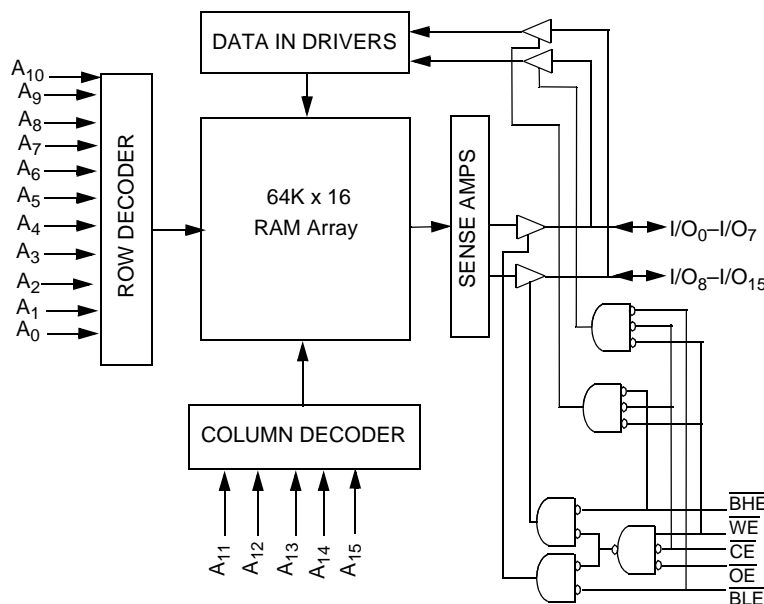 DATA IN DRIVERS
A10
A9
A8
A7
A6
A5
A4
A3
A2
A1
A0
ROW DECODER
64K x 16
RAM Array
SENSE AMPS
I/O0–I/O7
I/O8–I/O15
COLUMN DECODER
A11
A12
A13
A14
A15
BHE
WE
CE
OE
BLE